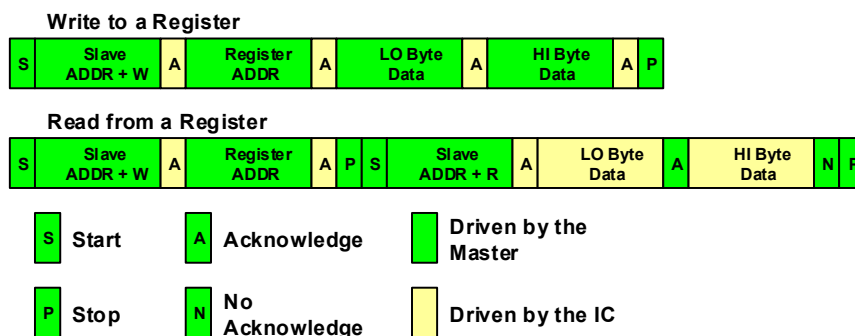 Write to a Register
S Slave ADDR + W A Register ADDR A LO Byte Data A HI Byte Data A P
Read from a Register
S Slave ADDR + W A Register ADDR A P S Slave ADDR + R A LO Byte Data A HI Byte Data N P
S Start A Acknowledge Driven by the Master
P Stop N No Acknowledge Driven by the IC